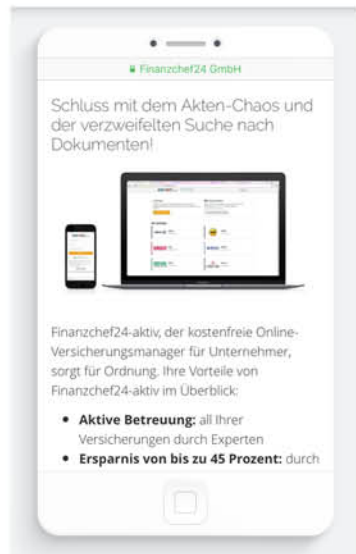 Finanzchef24 GmbH
Schluss mit dem Akten-Chaos und
der verzweifelten Suche nach
Dokumenten!
Finanzchef24-aktiv, der kostenfreie Online-
Versicherungsmanager für Unternehmer,
sorgt für Ordnung. Ihre Vorteile von
Finanzchef24-aktiv im Überblick:
• Aktive Betreuung: all Ihrer
Versicherungen durch Experten
• Ersparnis von bis zu 45 Prozent: durch